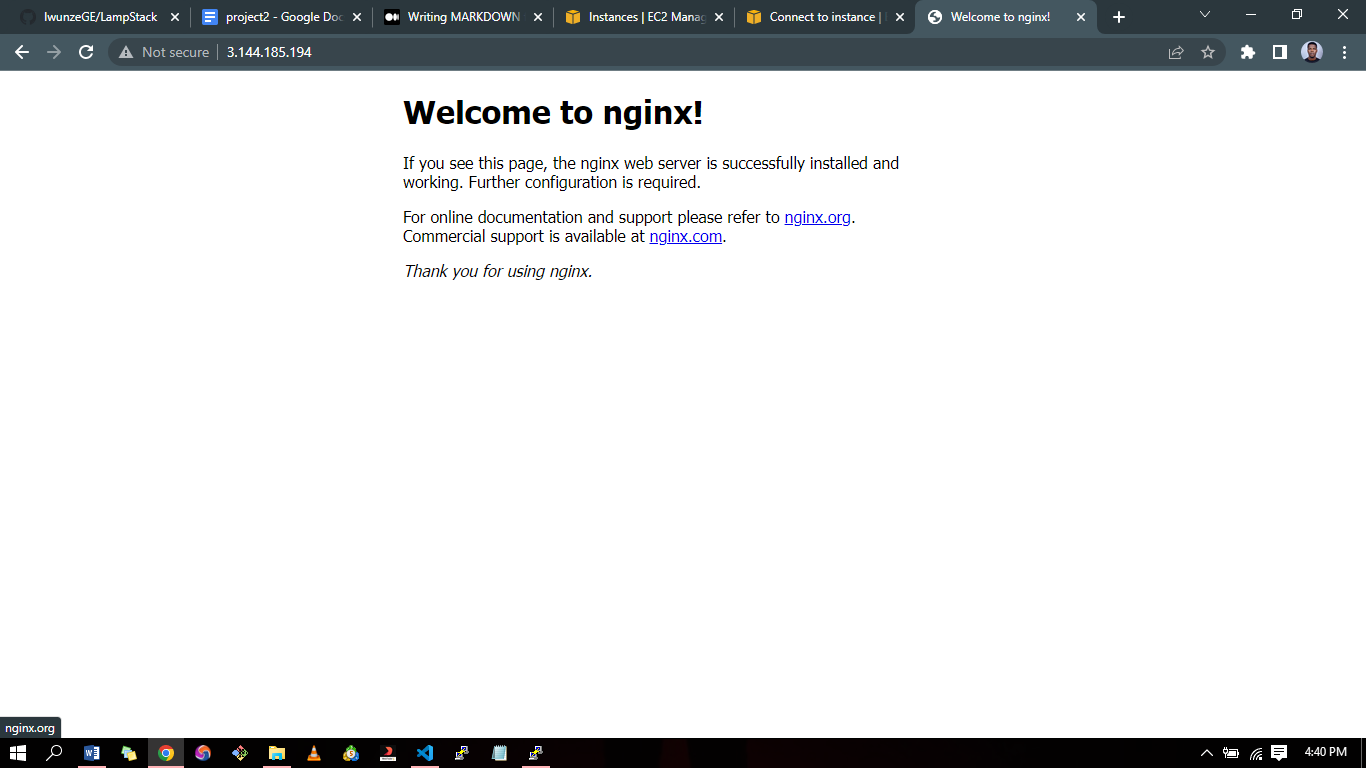 IwunzeGE/LampStack
project2 - Google Doc
Writing MARKDOWN
Instances | EC2 Manag
Connect to instance |
Welcome to nginx!
Not secure
3.144.185.194
Welcome to nginx!
If you see this page, the nginx web server is successfully installed and
working. Further configuration is required.
For online documentation and support please refer to nginx.org.
Commercial support is available at nginx.com.
Thank you for using nginx.
nginx.org
4:40 PM